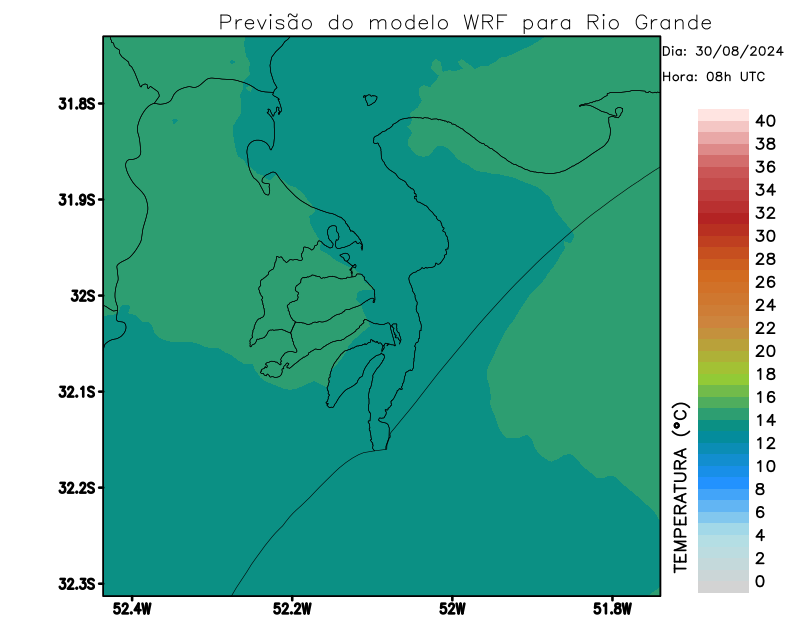 Previsão do modelo WRF para Rio Grande
Dia: 30/08/2024
Hora: 08h UTC
31.8S
31.9S
32S
32.1S
32.2S
32.3S
52.4W
52.2W
52W
51.8W
TEMPERATURA (°C)
40
38
36
34
32
30
28
26
24
22
20
18
16
14
12
10
8
6
4
2
0